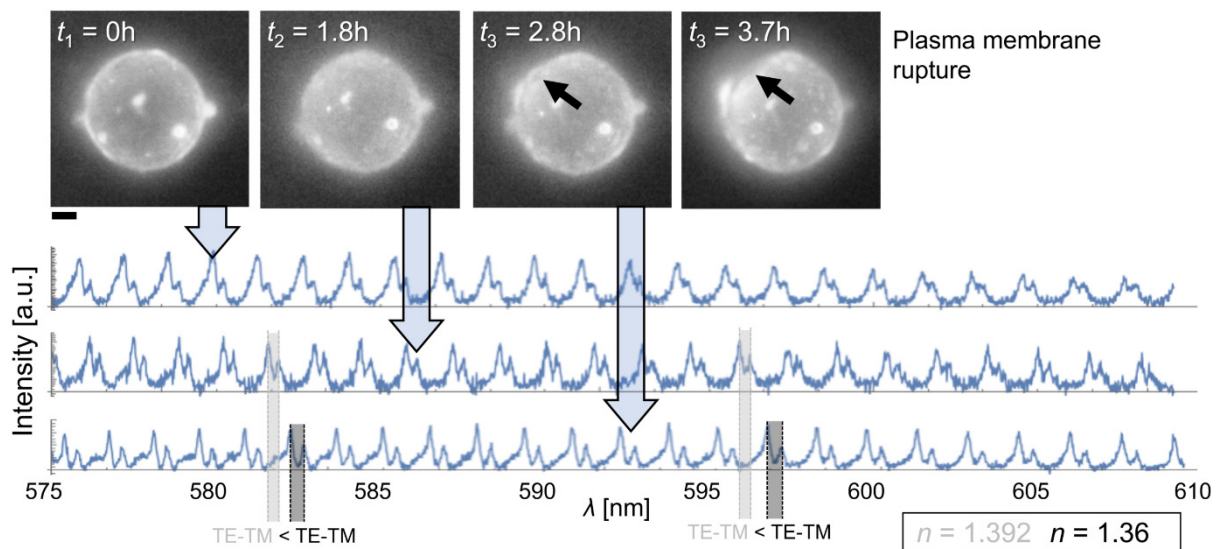 t₁ = 0h
t₂ = 1.8h
t₃ = 2.8h
t₃ = 3.7h
Plasma membrane
rupture
Intensity [a.u.]
575
580
585
590
595
600
605
610
λ [nm]
TE-TM < TE-TM
TE-TM < TE-TM
n = 1.392 n = 1.36